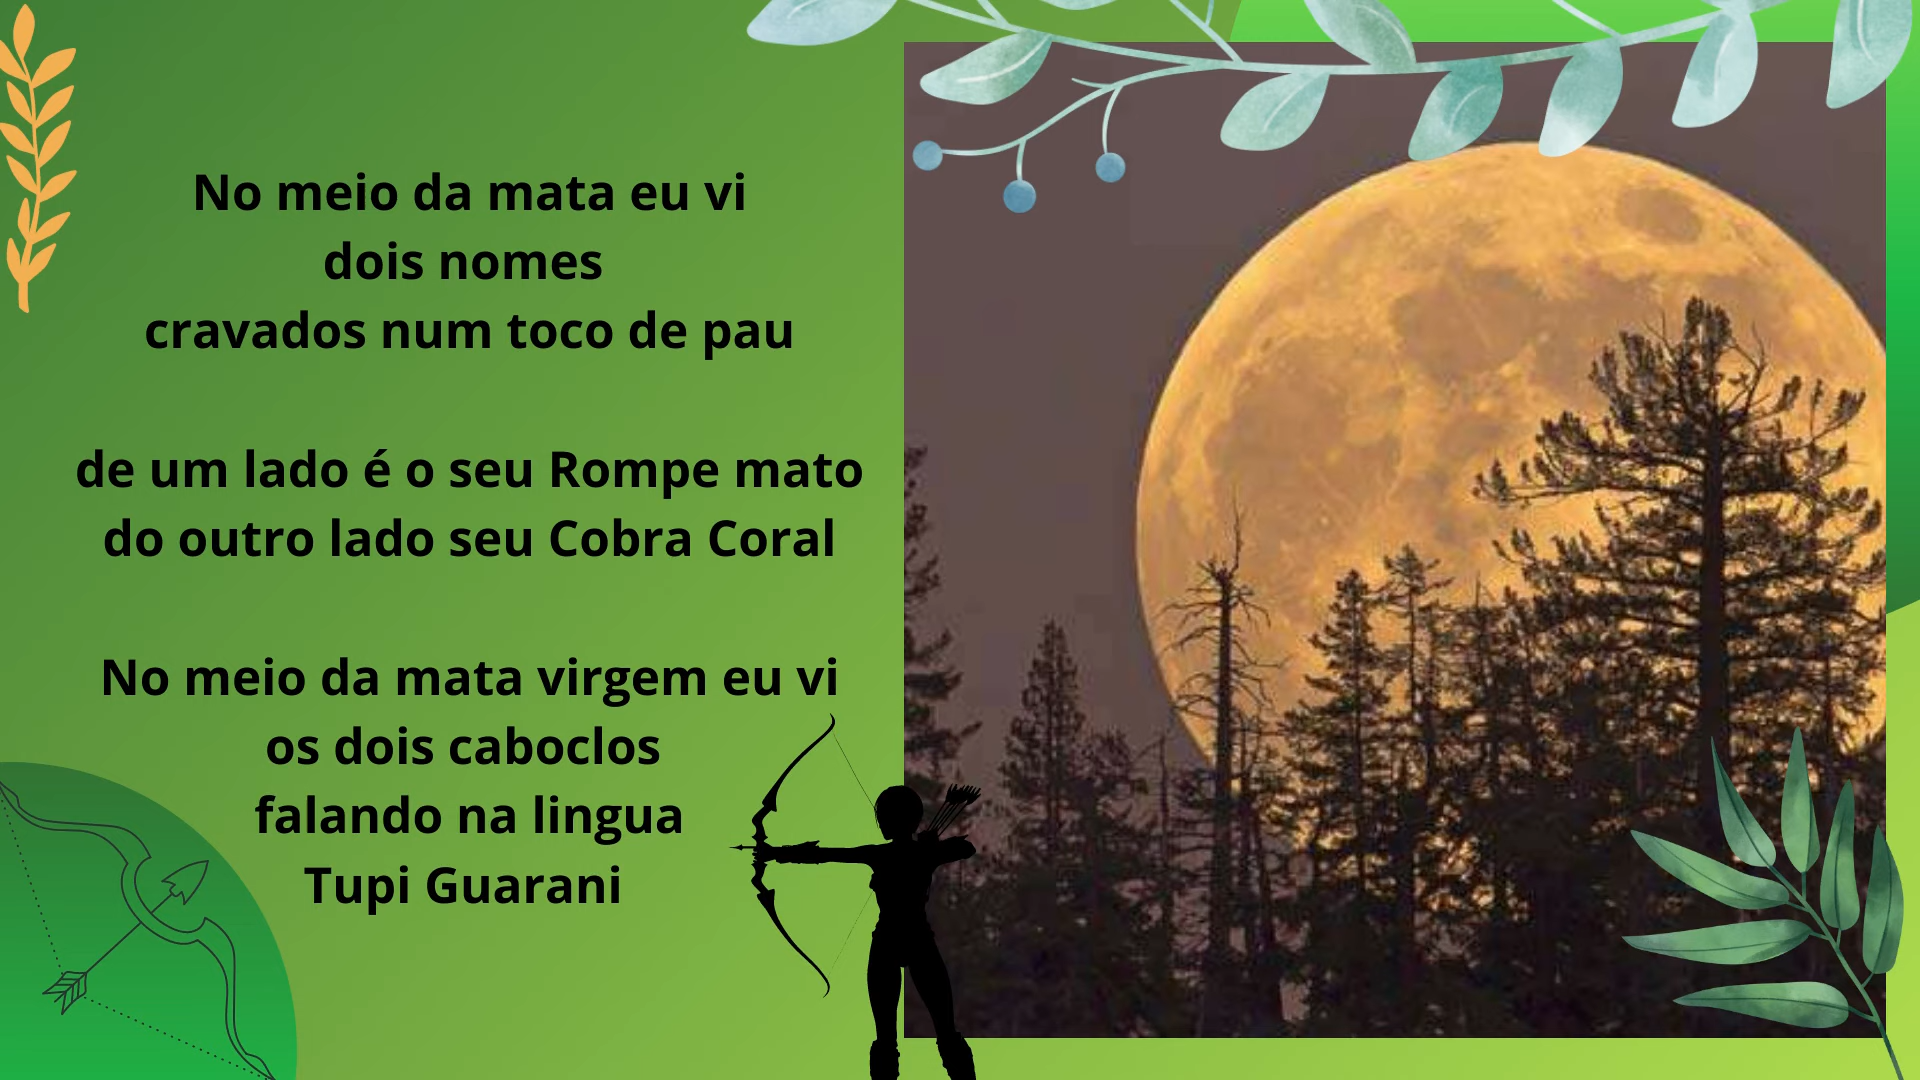 No meio da mata eu vi
dois nomes
cravados num toco de pau
de um lado é o seu Rompe mato
do outro lado seu Cobra Coral
No meio da mata virgem eu vi
os dois caboclos
falando na lingua
Tupi Guarani